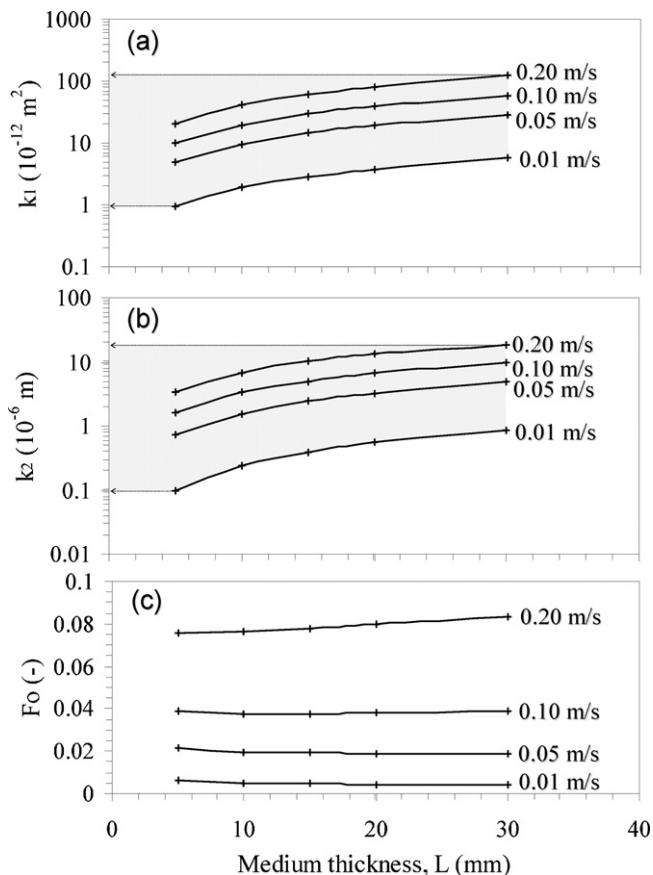 (a)
1000
100
10
1
0.1
k1 (10-12 m2)
0.20 m/s
0.10 m/s
0.05 m/s
0.01 m/s
(b)
100
10
1
0.1
0.01
k2 (10-6 m)
0.20 m/s
0.10 m/s
0.05 m/s
0.01 m/s
(c)
0.1
0.08
0.06
0.04
0.02
0
Fo (-)
0.20 m/s
0.10 m/s
0.05 m/s
0.01 m/s
0 10 20 30 40
Medium thickness, L (mm)